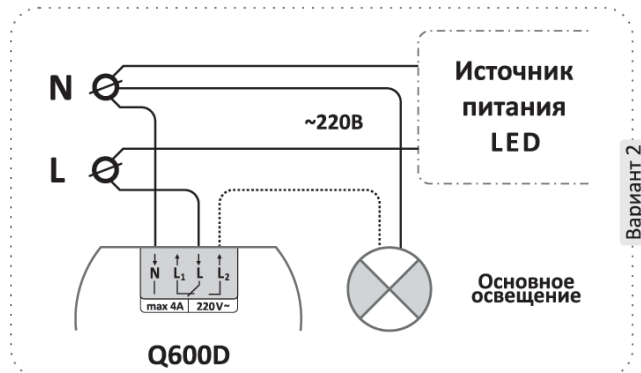 N
Источник
питания
LED
~220В
L
N L₁ L L₂
max 4A 220V~
Основное
освещение
Q600D
Вариант 2